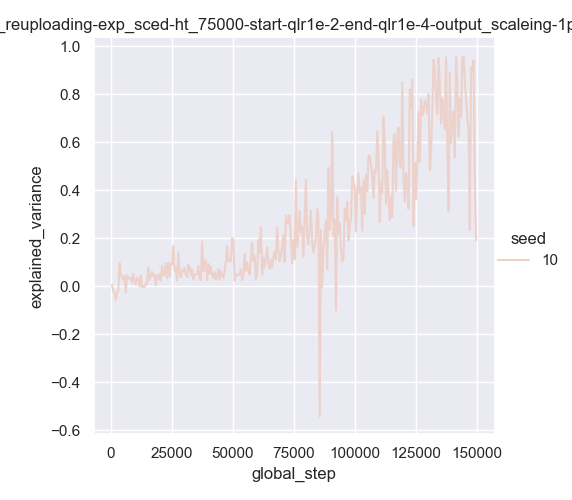 _reuploading-exp_sced-ht_75000-start-qlr1e-2-end-qlr1e-4-output_scaleing-1p
1.0
0.8
0.6
0.4
0.2
0.0
−0.2
−0.4
−0.6
explained_variance
0 25000 50000 75000 100000 125000 150000
global_step
seed
10